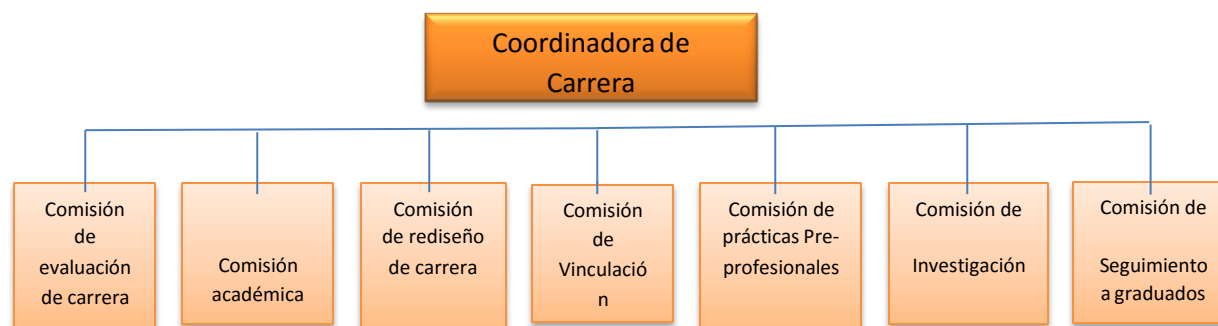 Coordinadora de
Carrera
Comisión
de
evaluación
de carrera
Comisión
académica
Comisión
de rediseño
de carrera
Comisión
de
Vinculació
n
Comisión de
prácticas Pre-
profesionales
Comisión de
Investigación
Comisión de
Seguimiento
a graduados